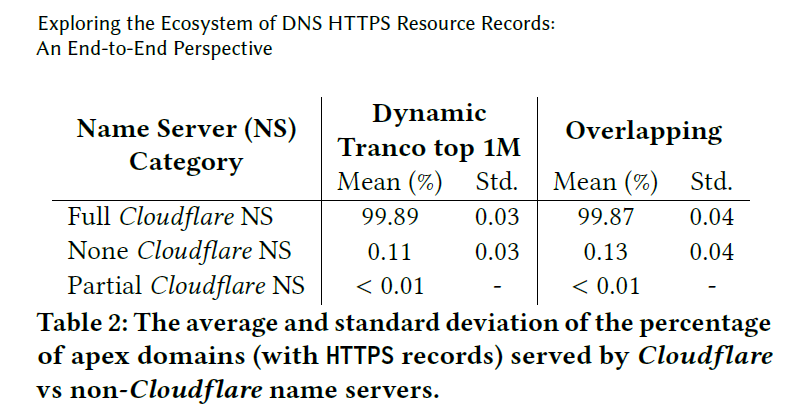 Exploring the Ecosystem of DNS HTTPS Resource Records:
An End-to-End Perspective
Name Server (NS) Category
Dynamic Tranco top 1M
Overlapping
Mean (%) Std. Mean (%) Std.
Full Cloudflare NS 99.89 0.03 99.87 0.04
None Cloudflare NS 0.11 0.03 0.13 0.04
Partial Cloudflare NS < 0.01 - < 0.01 -
Table 2: The average and standard deviation of the percentage
of apex domains (with HTTPS records) served by Cloudflare
vs non-Cloudflare name servers.